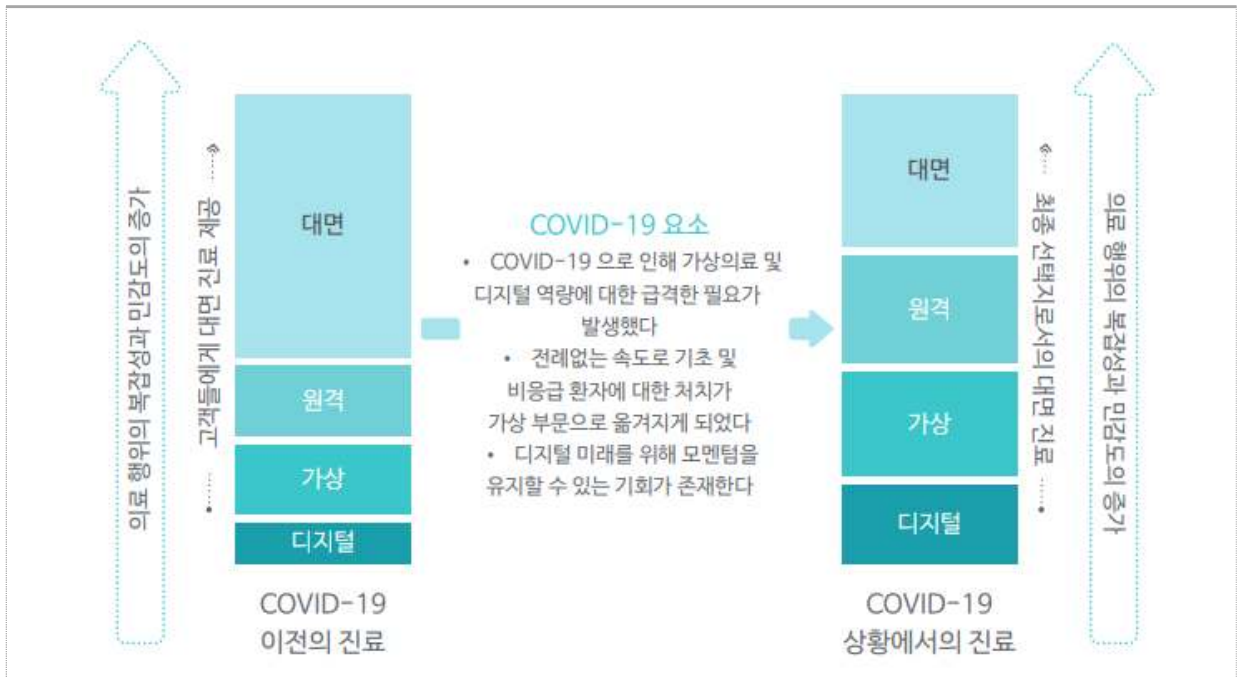 의료 행위의 복잡성과 민감도의 증가
고객들에게 대면 진료 제공
대면
원격
가상
디지털
COVID-19
이전의 진료
COVID-19 요소
• COVID-19 으로 인해 가상의료 및
디지털 역량에 대한 급격한 필요가
발생했다
• 전례없는 속도로 기초 및
비응급 환자에 대한 처치가
가상 부문으로 옮겨지게 되었다
• 디지털 미래를 위해 모멘텀을
유지할 수 있는 기회가 존재한다
대면
원격
가상
디지털
COVID-19
상황에서의 진료
최종 선택지로서의 대면 진료
의료 행위의 복잡성과 민감도의 증가